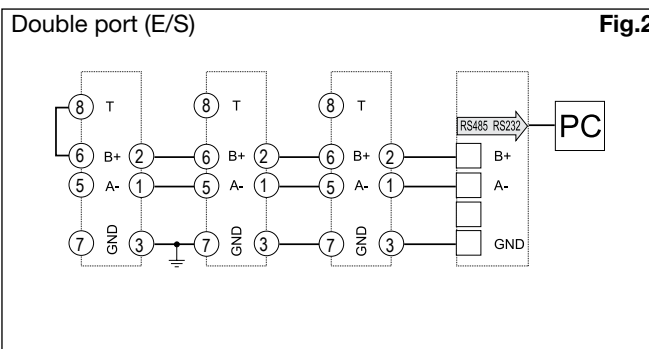 Double port (E/S) Fig.2
8 T 8 T 8 T
RS485 RS232 PC
6 B+ 2 6 B+ 2 6 B+ 2 B+
5 A- 1 5 A- 1 5 A- 1 A-
7 GND 3 7 GND 3 7 GND 3 GND